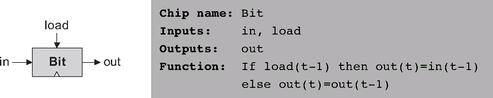 load
in
Bit
out
Chip name: Bit
Inputs: in, load
Outputs: out
Function: If load(t-1) then out(t)=in(t-1)
else out(t)=out(t-1)